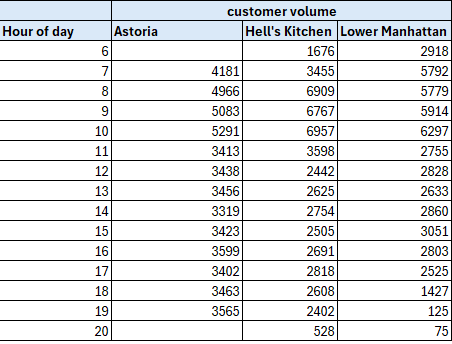 customer volume
Hour of day Astoria Hell's Kitchen Lower Manhattan
6 1676 2918
7 4181 3455 5792
8 4966 6909 5779
9 5083 6767 5914
10 5291 6957 6297
11 3413 3598 2755
12 3438 2442 2828
13 3456 2625 2633
14 3319 2754 2860
15 3423 2505 3051
16 3599 2691 2803
17 3402 2818 2525
18 3463 2608 1427
19 3565 2402 125
20 528 75